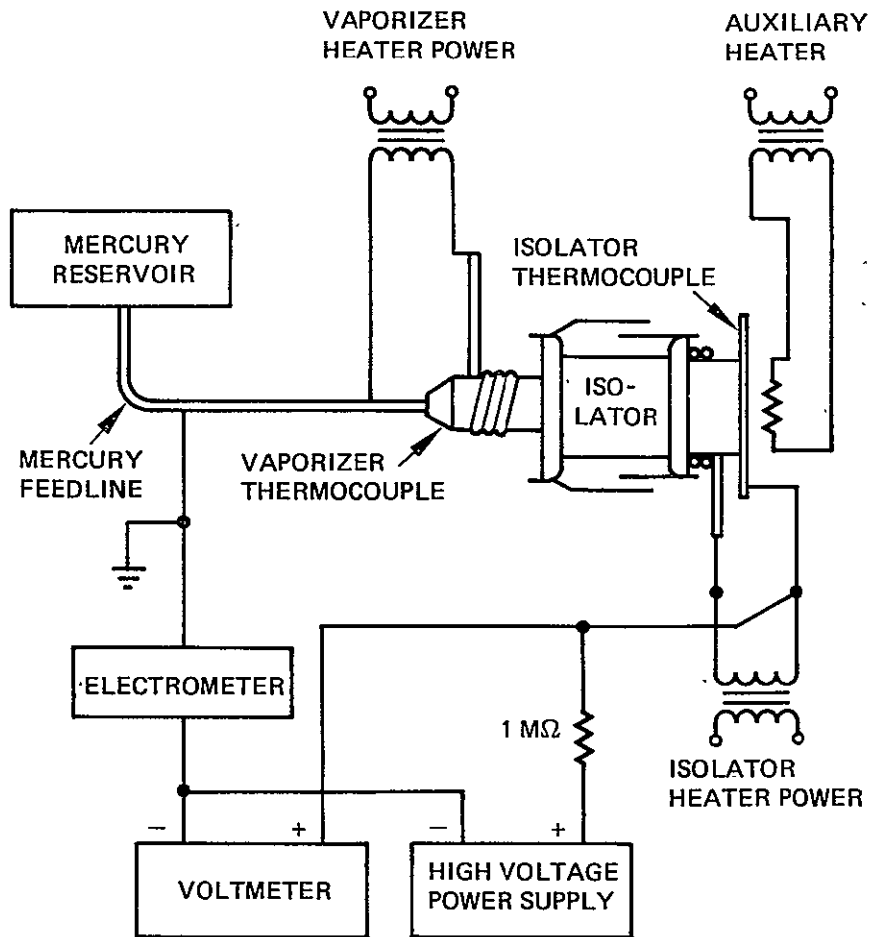 VAPORIZER
HEATER POWER
AUXILIARY
HEATER
MERCURY
RESERVOIR
ISOLATOR
THERMOCOUPLE
ISO-
LATOR
MERCURY
FEEDLINE
VAPORIZER
THERMOCOUPLE
ELECTROMETER
1 MΩ
ISOLATOR
HEATER POWER
− + − +
VOLTMETER
HIGH VOLTAGE
POWER SUPPLY